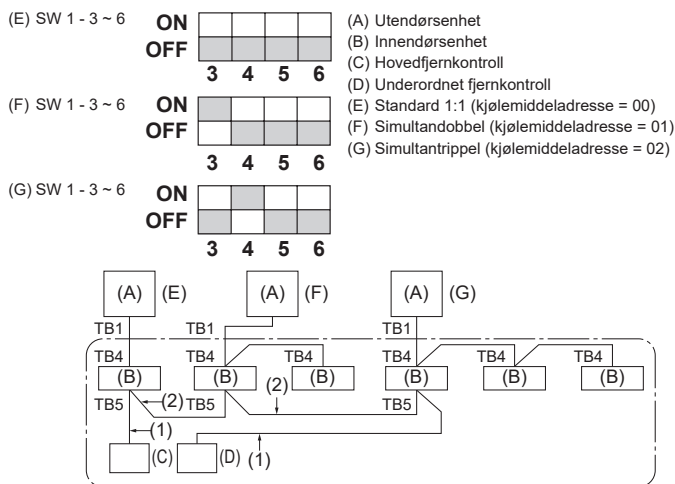 (E) SW 1 - 3 ~ 6
ON
OFF
3 4 5 6
(F) SW 1 - 3 ~ 6
ON
OFF
3 4 5 6
(G) SW 1 - 3 ~ 6
ON
OFF
3 4 5 6
(A) Utendørsenhet
(B) Innendørsenhet
(C) Hovedfjernkontroll
(D) Underordnet fjernkontroll
(E) Standard 1:1 (kjølemiddeladresse = 00)
(F) Simultandobbel (kjølemiddeladresse = 01)
(G) Simultantrippel (kjølemiddeladresse = 02)
(A) (E) (A) (F) (A) (G)
TB1 TB1 TB1
TB4 TB4 TB4 TB4 TB4 TB4
(B) (B) (B) (B) (B) (B)
TB5 (2) TB5 (2) TB5
(1)
(C) (D) (1)